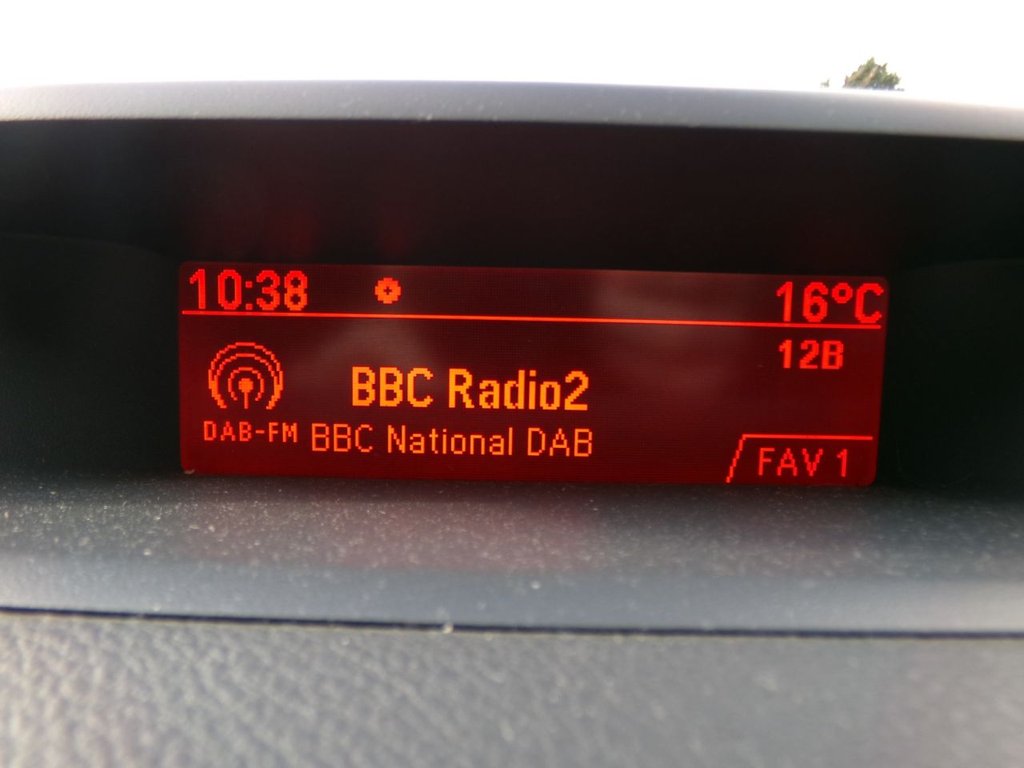 10:38 16°C
12B
BBC Radio2
DAB-FM BBC National DAB
FAV 1